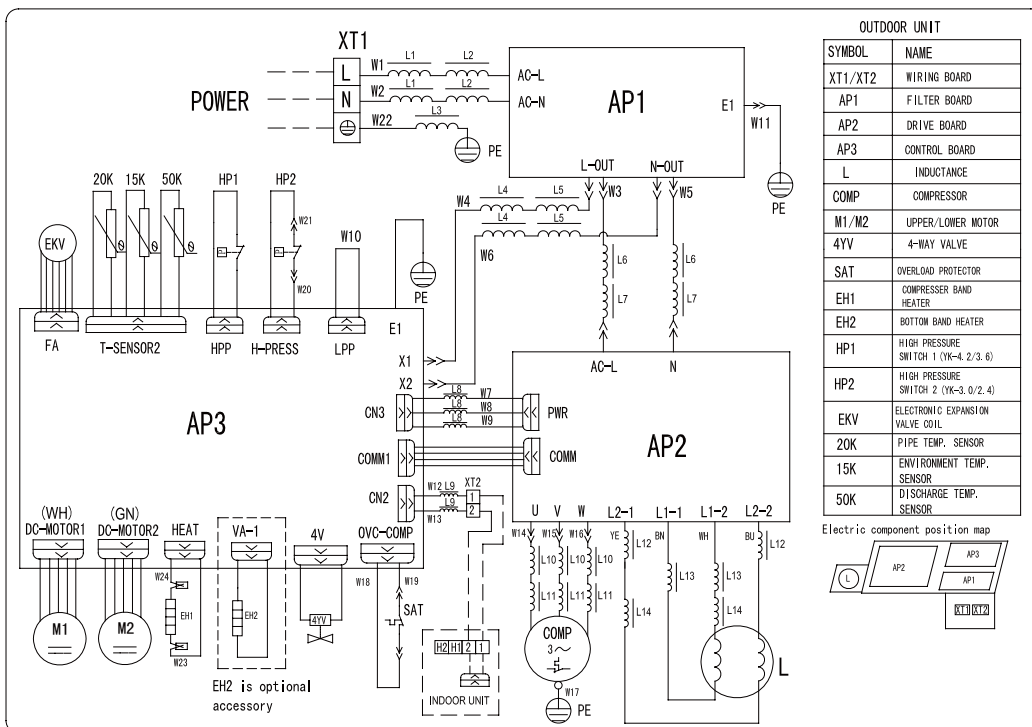 XT1
OUTDOOR UNIT
SYMBOL NAME
XT1/XT2 WIRING BOARD
AP1 FILTER BOARD
AP2 DRIVE BOARD
AP3 CONTROL BOARD
L INDUCTANCE
COMP COMPRESSOR
M1/M2 UPPER/LOWER MOTOR
4YV 4-WAY VALVE
SAT OVERLOAD PROTECTOR
EH1 COMPRESSER BAND
HEATER
EH2 BOTTOM BAND HEATER
HP1 HIGH PRESSURE
SWITCH 1 (YK-4.2/3.6)
HP2 HIGH PRESSURE
SWITCH 2 (YK-3.0/2.4)
EKV ELECTRONIC EXPANSION
VALVE COIL
20K PIPE TEMP. SENSOR
15K ENVIRONMENT TEMP.
SENSOR
50K DISCHARGE TEMP.
SENSOR
Electric component position map
L AP2 AP3
AP1
XT1 XT2
POWER
L W1 L1 L2 AC-L
N W2 L1 L2 AC-N
W22 L3
PE
AP1
E1
W11
PE
L-OUT N-OUT
W3 W5
W4 L4 L5
L4 L5
W6
L6 L6
L7 L7
20K 15K 50K HP1 HP2
W21
W20
EKV
W10
PE
FA T-SENSOR2 HPP H-PRESS LPP E1
X1
X2
AP3
CN3 L8 W7 PWR
L8 W8
L8 W9
COMM1 COMM
CN2 W12 L9 XT2
1
W13 L9 2
AC-L N
AP2
U V W L2-1 L1-1 L1-2 L2-2
W14 W15 W16 YE BN WH BU
L10 L10 L12 L12
L11 L11 L13 L13
L14 L14
COMP
3~
W17
PE
L
(WH) (GN)
DC-MOTOR1 DC-MOTOR2 HEAT VA-1 4V OVC-COMP
W24 W18 W19
EH1 EH2 4YV SAT
W23
M1 M2
EH2 is optional
accessory
H2 H1 2 1
INDOOR UNIT